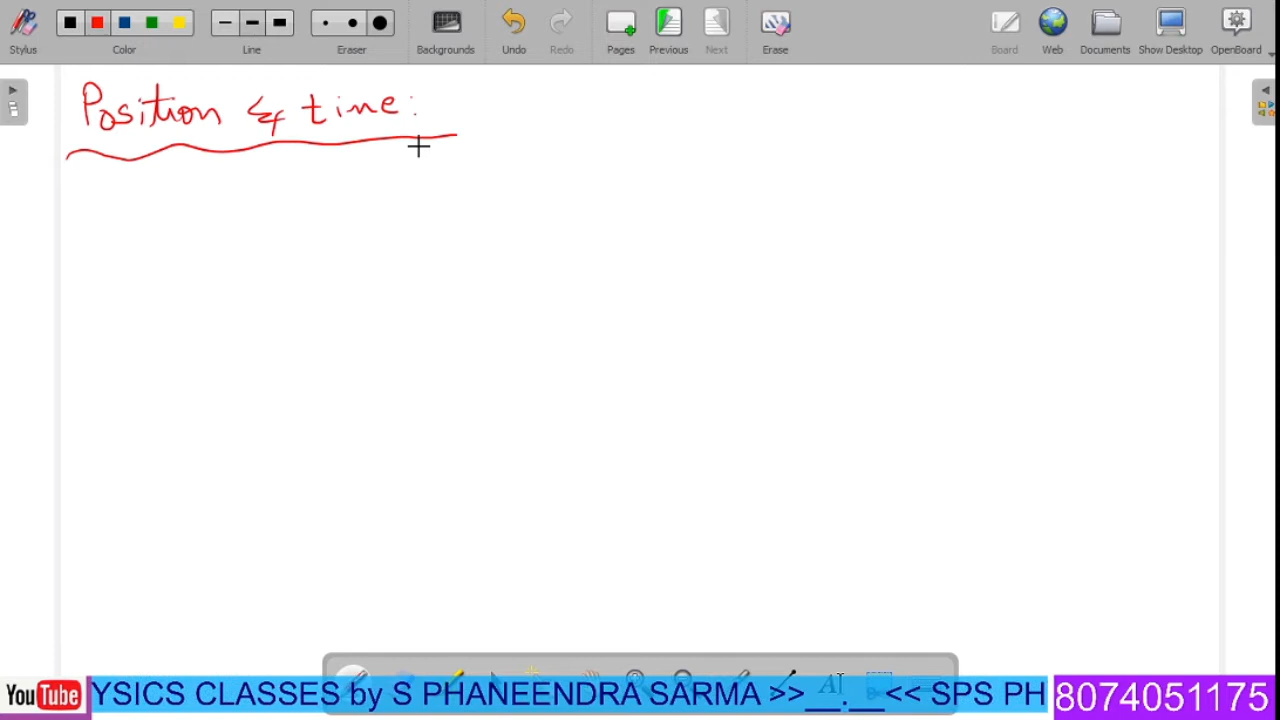 Stylus
Color
Line
Eraser
Backgrounds
Undo
Redo
Pages
Previous
Next
Erase
Board
Web
Documents
Show Desktop
OpenBoard
Position & time:
YouTube
YSICS CLASSES by S PHANEENDRA SARMA >>__.__<< SPS PH
8074051175